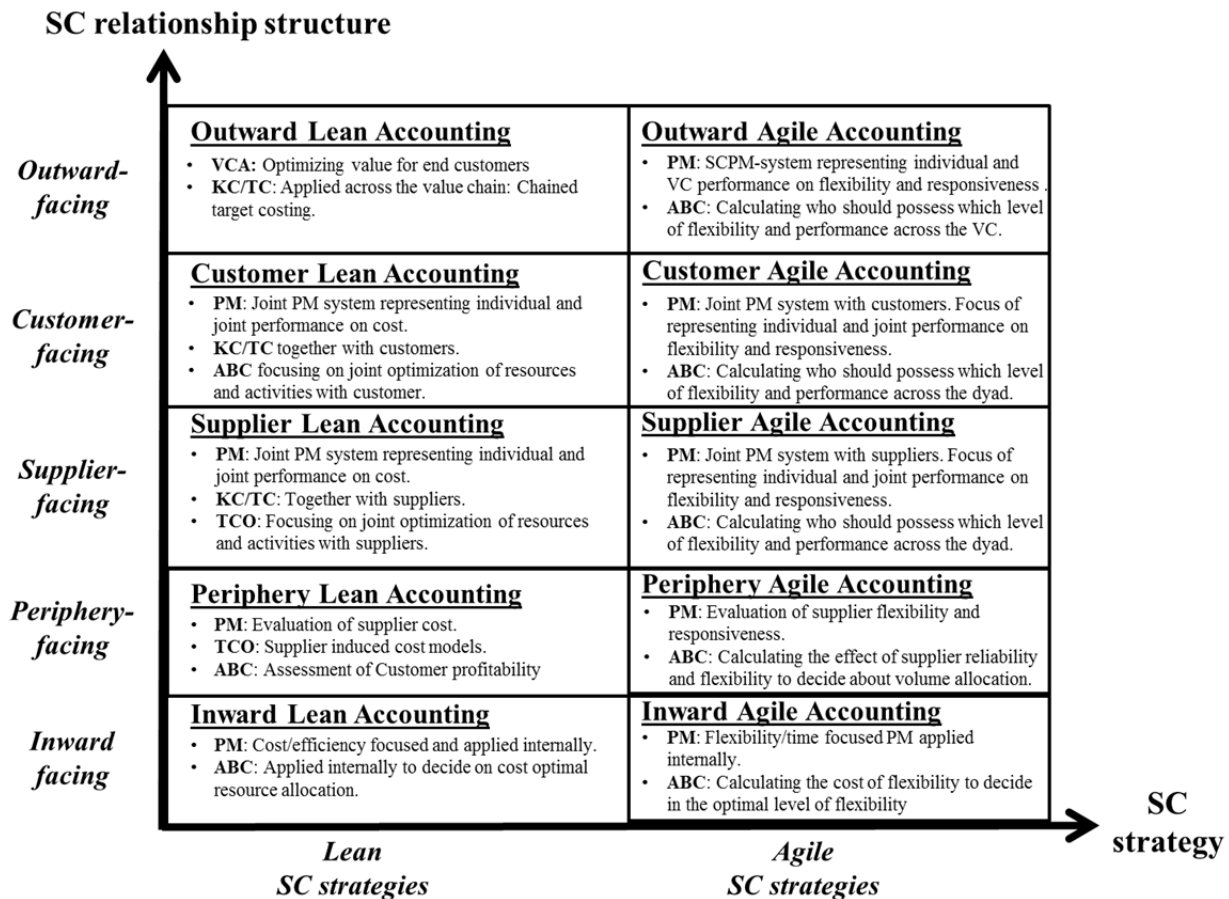 SC relationship structure
Outward-
facing
Outward Lean Accounting
• VCA: Optimizing value for end customers
• KC/TC: Applied across the value chain: Chained
target costing.
Outward Agile Accounting
• PM: SCPM-system representing individual and
VC performance on flexibility and responsiveness .
• ABC: Calculating who should possess which level
of flexibility and performance across the VC.
Customer-
facing
Customer Lean Accounting
• PM: Joint PM system representing individual and
joint performance on cost.
• KC/TC together with customers.
• ABC focusing on joint optimization of resources
and activities with customer.
Customer Agile Accounting
• PM: Joint PM system with customers. Focus of
representing individual and joint performance on
flexibility and responsiveness.
• ABC: Calculating who should possess which level
of flexibility and performance across the dyad.
Supplier-
facing
Supplier Lean Accounting
• PM: Joint PM system representing individual and
joint performance on cost.
• KC/TC: Together with suppliers.
• TCO: Focusing on joint optimization of resources
and activities with suppliers.
Supplier Agile Accounting
• PM: Joint PM system with suppliers. Focus of
representing individual and joint performance on
flexibility and responsiveness.
• ABC: Calculating who should possess which level
of flexibility and performance across the dyad.
Periphery-
facing
Periphery Lean Accounting
• PM: Evaluation of supplier cost.
• TCO: Supplier induced cost models.
• ABC: Assessment of Customer profitability
Periphery Agile Accounting
• PM: Evaluation of supplier flexibility and
responsiveness.
• ABC: Calculating the effect of supplier reliability
and flexibility to decide about volume allocation.
Inward
facing
Inward Lean Accounting
• PM: Cost/efficiency focused and applied internally.
• ABC: Applied internally to decide on cost optimal
resource allocation.
Inward Agile Accounting
• PM: Flexibility/time focused PM applied
internally.
• ABC: Calculating the cost of flexibility to decide
in the optimal level of flexibility
SC
strategy
Lean
SC strategies
Agile
SC strategies